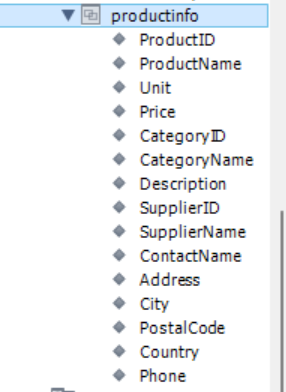 productinfo
ProductID
ProductName
Unit
Price
CategoryID
CategoryName
Description
SupplierID
SupplierName
ContactName
Address
City
PostalCode
Country
Phone